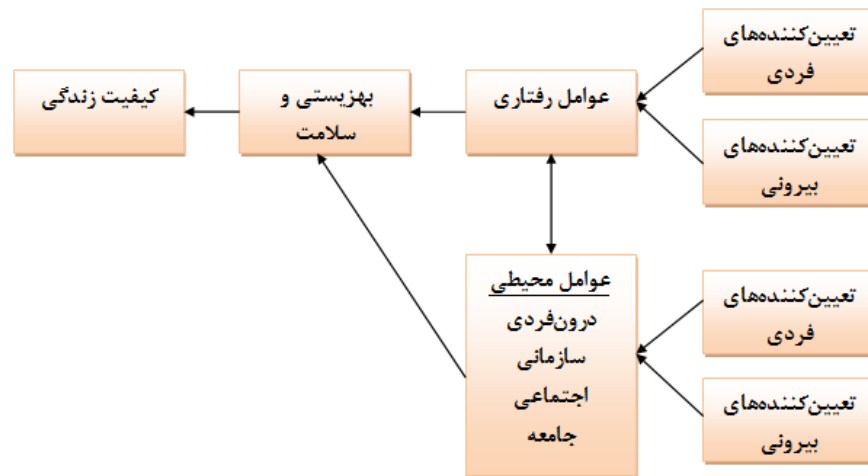 تعیین‌کننده‌های
فردی
تعیین‌کننده‌های
بیرونی
عوامل رفتاری
بهزیستی و
سلامت
کیفیت زندگی
عوامل محیطی
درون‌فردی
سازمانی
اجتماعی
جامعه
تعیین‌کننده‌های
فردی
تعیین‌کننده‌های
بیرونی